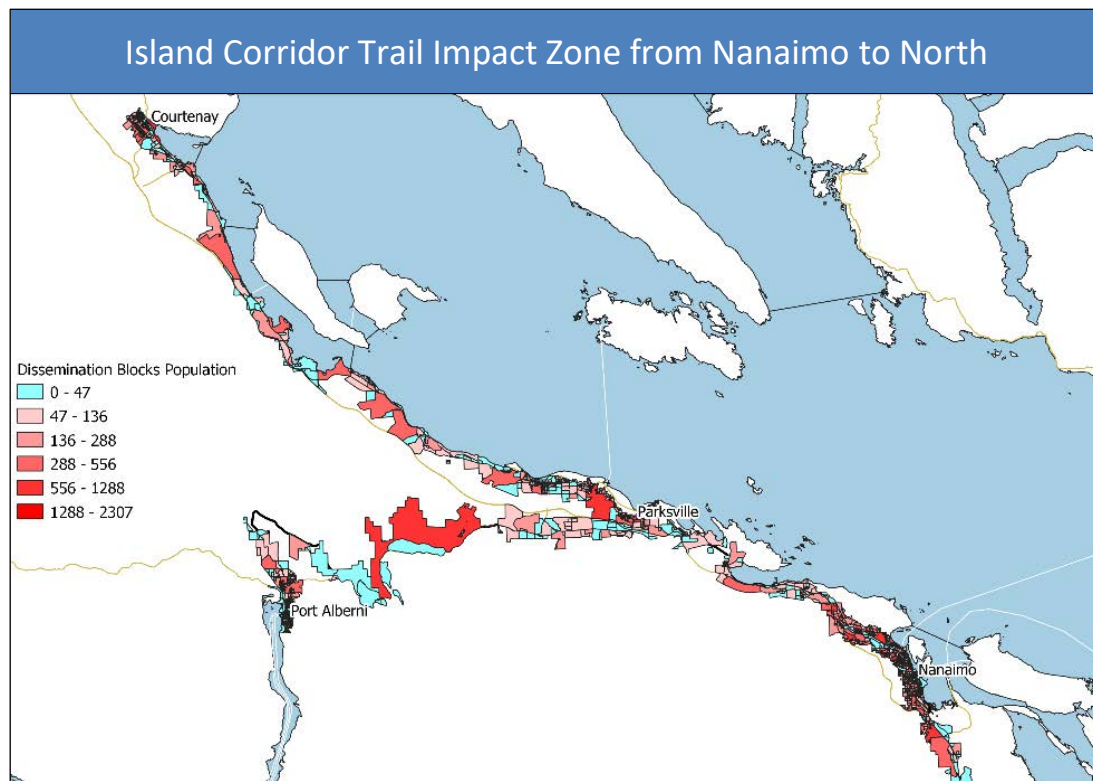 Island Corridor Trail Impact Zone from Nanaimo to North
Courtenay
Dissemination Blocks Population
0 - 47
47 - 136
136 - 288
288 - 556
556 - 1288
1288 - 2307
Parksville
Port Alberni
Nanaimo